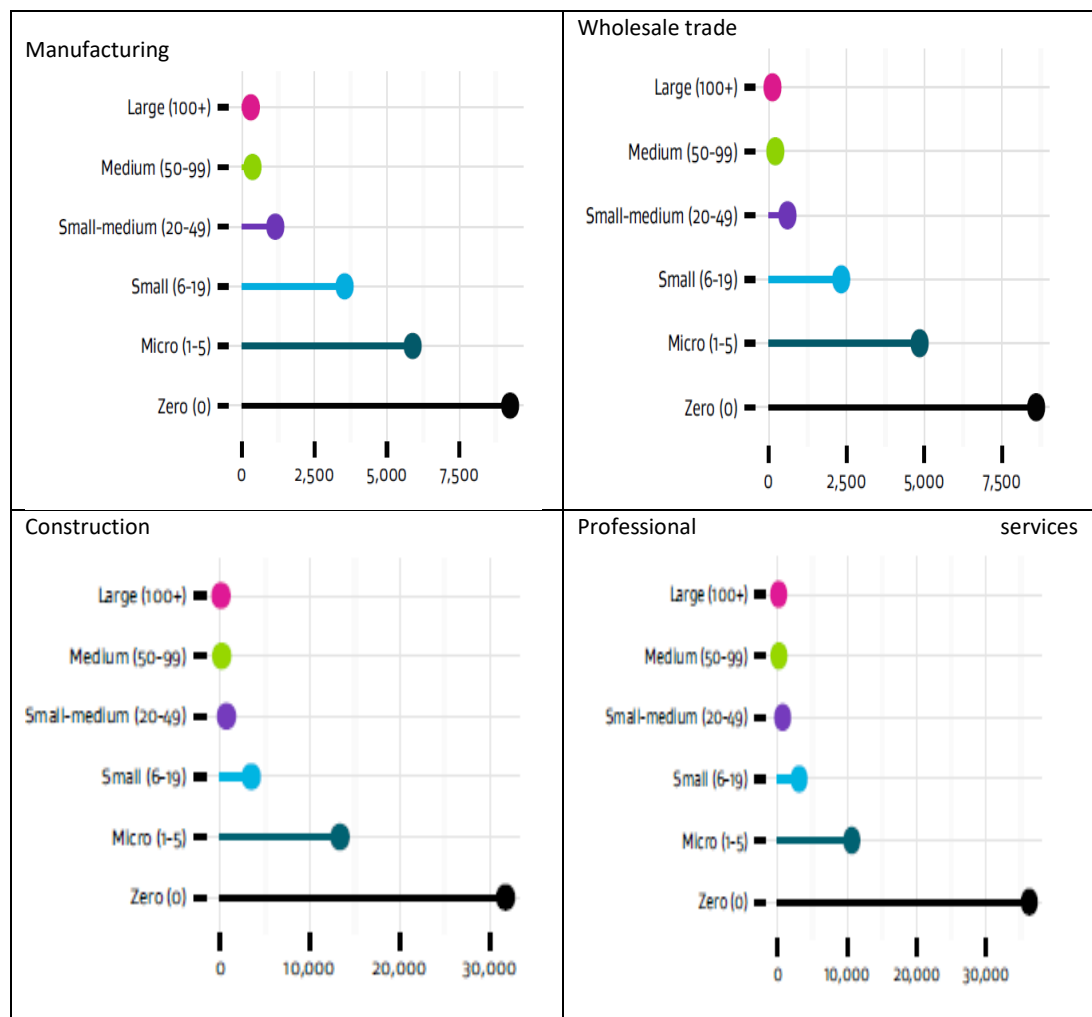 Manufacturing
Large (100+)
Medium (50-99)
Small-medium (20-49)
Small (6-19)
Micro (1-5)
Zero (0)
0 2,500 5,000 7,500
Wholesale trade
Large (100+)
Medium (50-99)
Small-medium (20-49)
Small (6-19)
Micro (1-5)
Zero (0)
0 2,500 5,000 7,500
Construction
Large (100+)
Medium (50-99)
Small-medium (20-49)
Small (6-19)
Micro (1-5)
Zero (0)
0 10,000 20,000 30,000
Professional services
Large (100+)
Medium (50-99)
Small-medium (20-49)
Small (6-19)
Micro (1-5)
Zero (0)
0 10,000 20,000 30,000